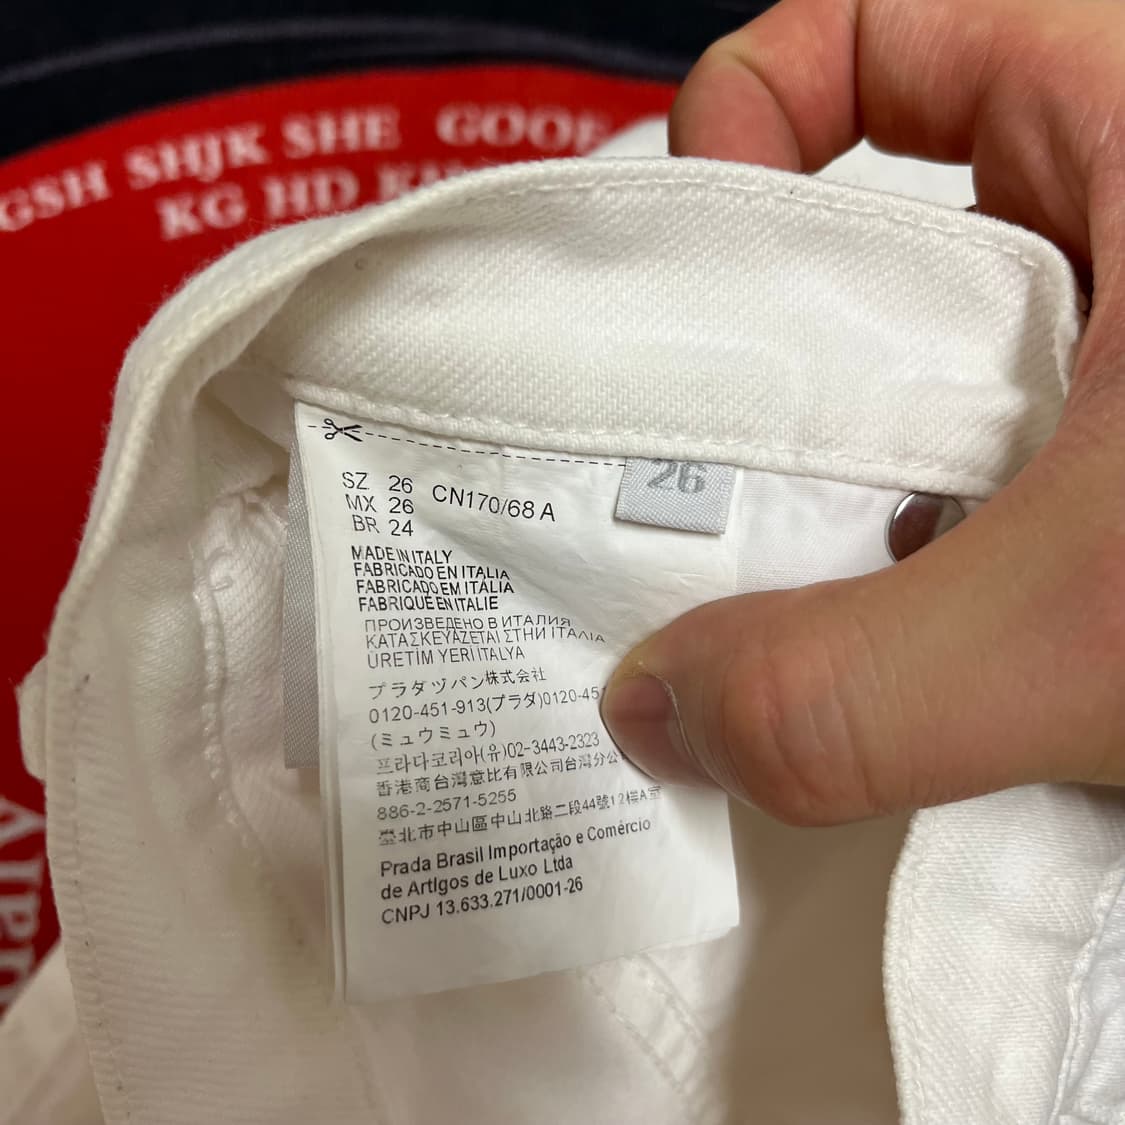 GSH SHJK SHE GOOF
KG HD KIN
26
SZ 26 CN170/68 A
MX 26
BR 24
MADE IN ITALY
FABRICADO EN ITALIA
FABRICADO EM ITÁLIA
FABRIQUE EN ITALIE
ПРОИЗВЕДЕНО В ИТАЛИЯ
ΚΑΤΑΣΚΕΥΑΖΕΤΑΙ ΣΤΗΝ ΙΤΑΛΙΑ
ÜRETİM YERİ ITALYA
プラダヅパン株式会社
0120-451-913(プラダ)0120-45
(ミュウミュウ)
프라다코리아(유)02-3443-2323
香港商台灣意比有限公司台灣分公
886-2-2571-5255
臺北市中山區中山北路二段44號12樓A室
Prada Brasil Importação e Comércio
de Artigos de Luxo Ltda
CNPJ 13.633.271/0001-26